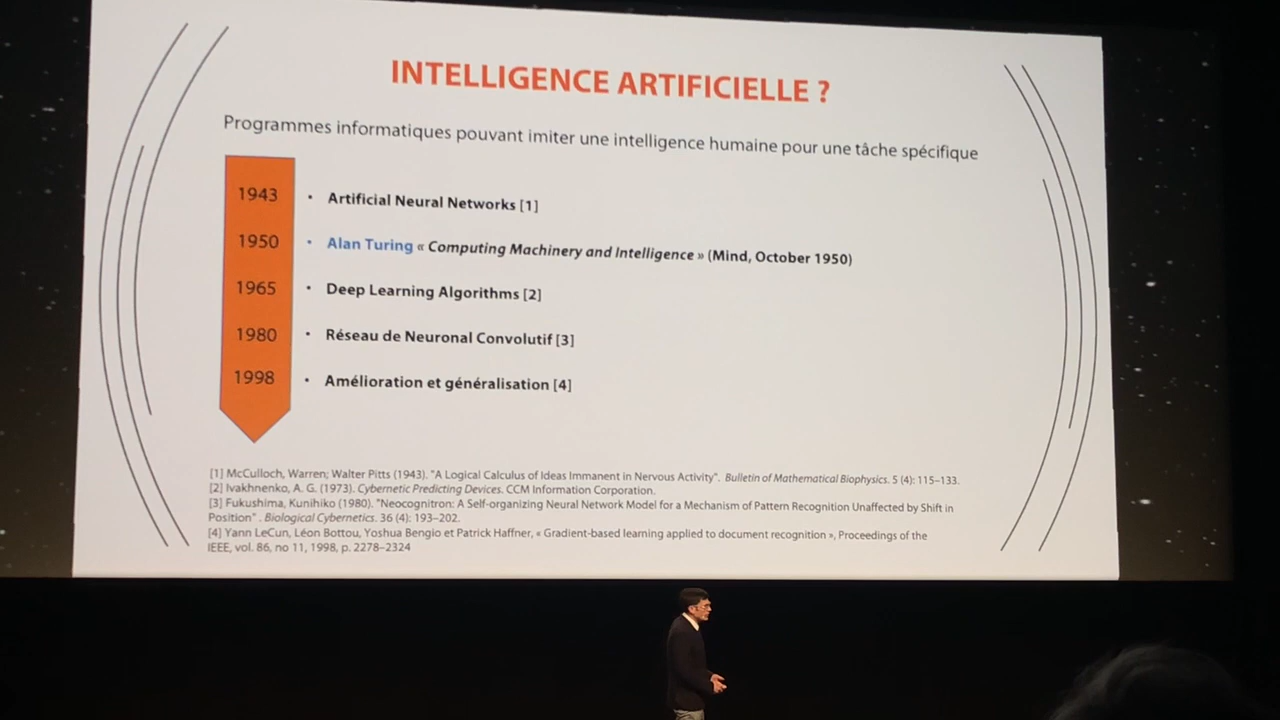 INTELLIGENCE ARTIFICIELLE ?
Programmes informatiques pouvant imiter une intelligence humaine pour une tâche spécifique
1943 • Artificial Neural Networks [1]
1950 • Alan Turing « Computing Machinery and Intelligence » (Mind, October 1950)
1965 • Deep Learning Algorithms [2]
1980 • Réseau de Neuronal Convolutif [3]
1998 • Amélioration et généralisation [4]
[1] McCulloch, Warren; Walter Pitts (1943). "A Logical Calculus of Ideas Immanent in Nervous Activity". Bulletin of Mathematical Biophysics. 5 (4): 115–133.
[2] Ivakhnenko, A. G. (1973). Cybernetic Predicting Devices. CCM Information Corporation.
[3] Fukushima, Kunihiko (1980). "Neocognitron: A Self-organizing Neural Network Model for a Mechanism of Pattern Recognition Unaffected by Shift in
Position" . Biological Cybernetics. 36 (4): 193–202.
[4] Yann LeCun, Léon Bottou, Yoshua Bengio et Patrick Haffner, « Gradient-based learning applied to document recognition », Proceedings of the
IEEE, vol. 86, no 11, 1998, p. 2278–2324